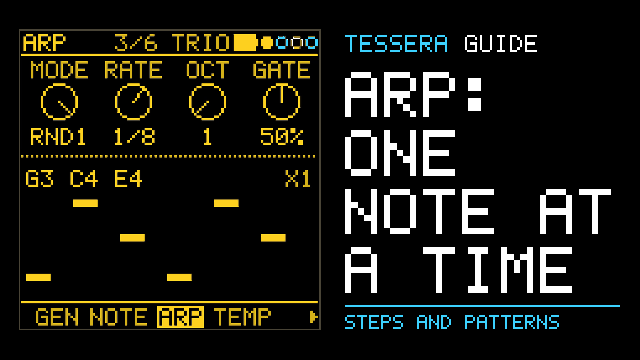 ARP 3/6 TRIO
MODE RATE OCT GATE
RND1 1/8 1 50%
G3 C4 E4 X1
GEN NOTE ARP TEMP
TESSERA GUIDE
ARP:
ONE
NOTE AT
A TIME
STEPS AND PATTERNS